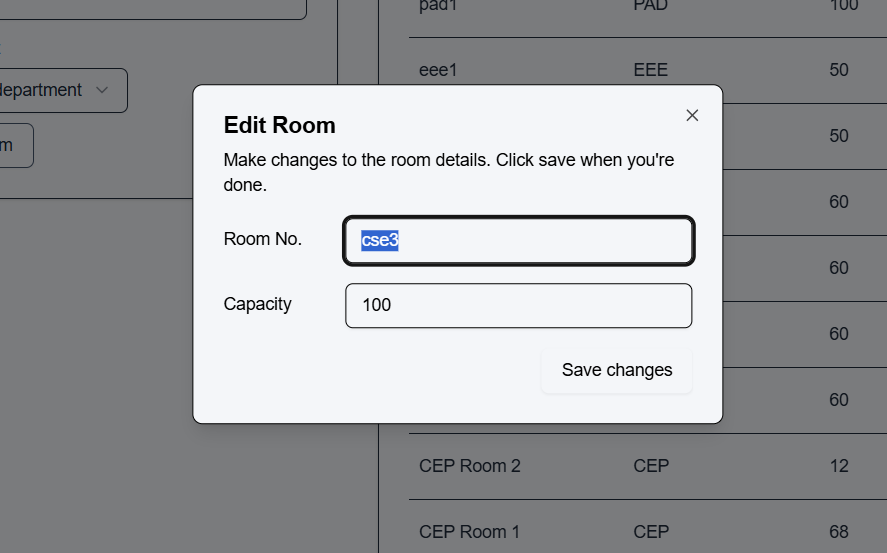 pad1 PAD 100
eee1 EEE 50
department
m
50
60
60
60
60
CEP Room 2 CEP 12
CEP Room 1 CEP 68
Edit Room
Make changes to the room details. Click save when you're
done.
Room No. cse3
Capacity 100
Save changes